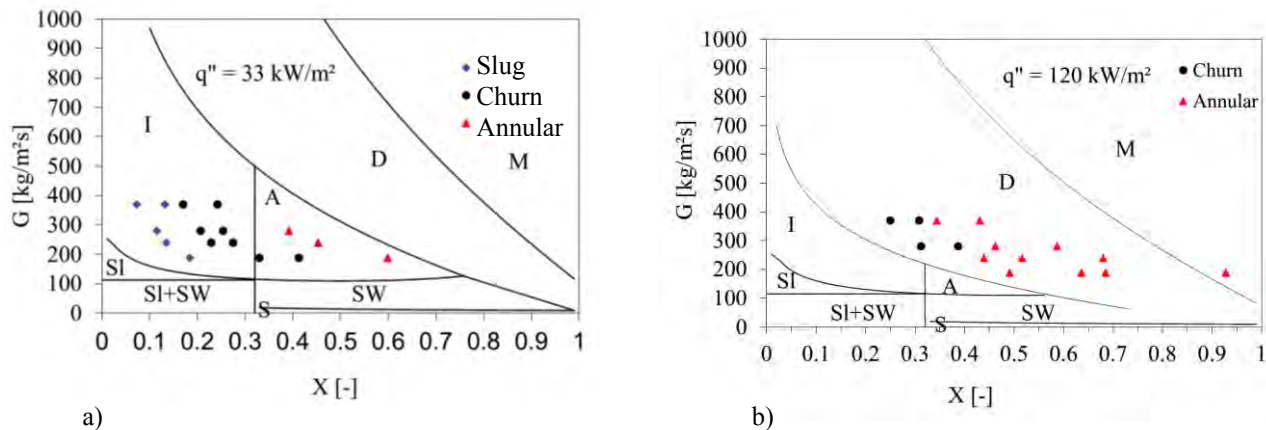 1000
900
800
700
600
500
400
300
200
100
0
G [kg/m²s]
q" = 33 kW/m²
Slug
Churn
Annular
I
D
M
A
Sl
Sl+SW
SW
S
0 0.1 0.2 0.3 0.4 0.5 0.6 0.7 0.8 0.9 1
X [-]
a)
1000
900
800
700
600
500
400
300
200
100
0
G [kg/m²s]
q" = 120 kW/m²
Churn
Annular
M
D
I
Sl
A
Sl+SW
SW
S
0 0.1 0.2 0.3 0.4 0.5 0.6 0.7 0.8 0.9 1
X [-]
b)